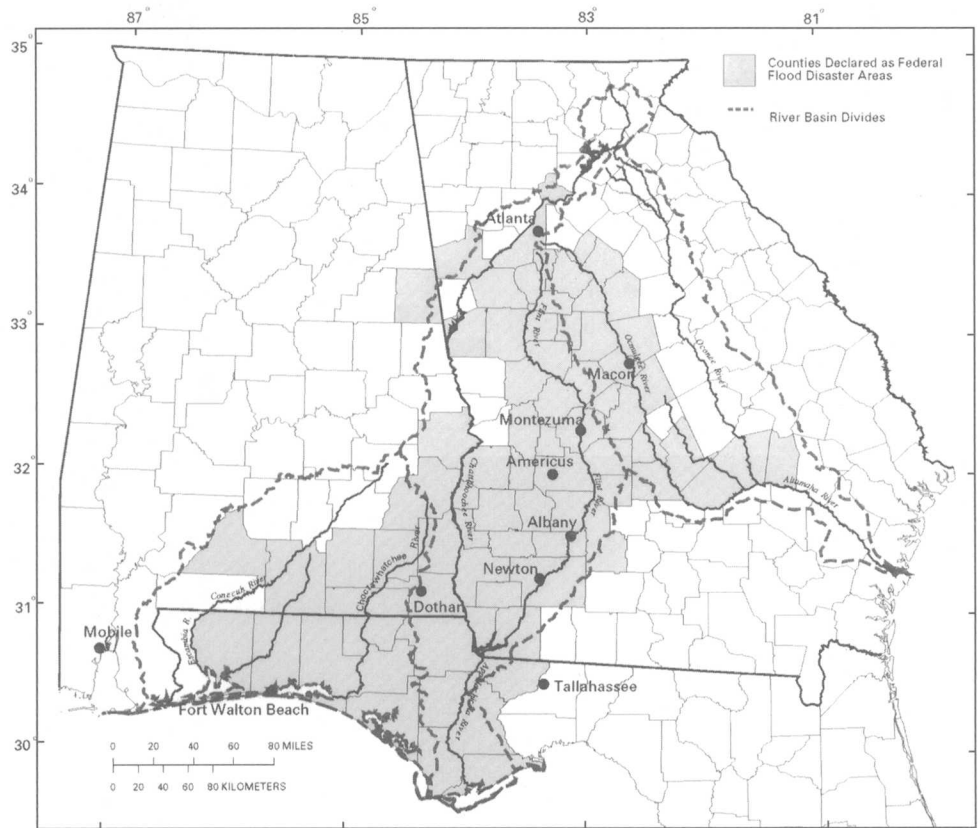 87°
85°
83°
81°
35°
34°
33°
32°
31°
30°
Counties Declared as Federal
Flood Disaster Areas
River Basin Divides
Atlanta
Flint River
Macon
Ocmulgee River
Oconee River
Montezuma
Americus
Chattahoochee River
Flint River
Altamaha River
Albany
Newton
Choctawhatchee River
Conecuh River
Dothan
Mobile
Escambia R.
Tallahassee
River
Fort Walton Beach
0 20 40 60 80 MILES
0 20 40 60 80 KILOMETERS